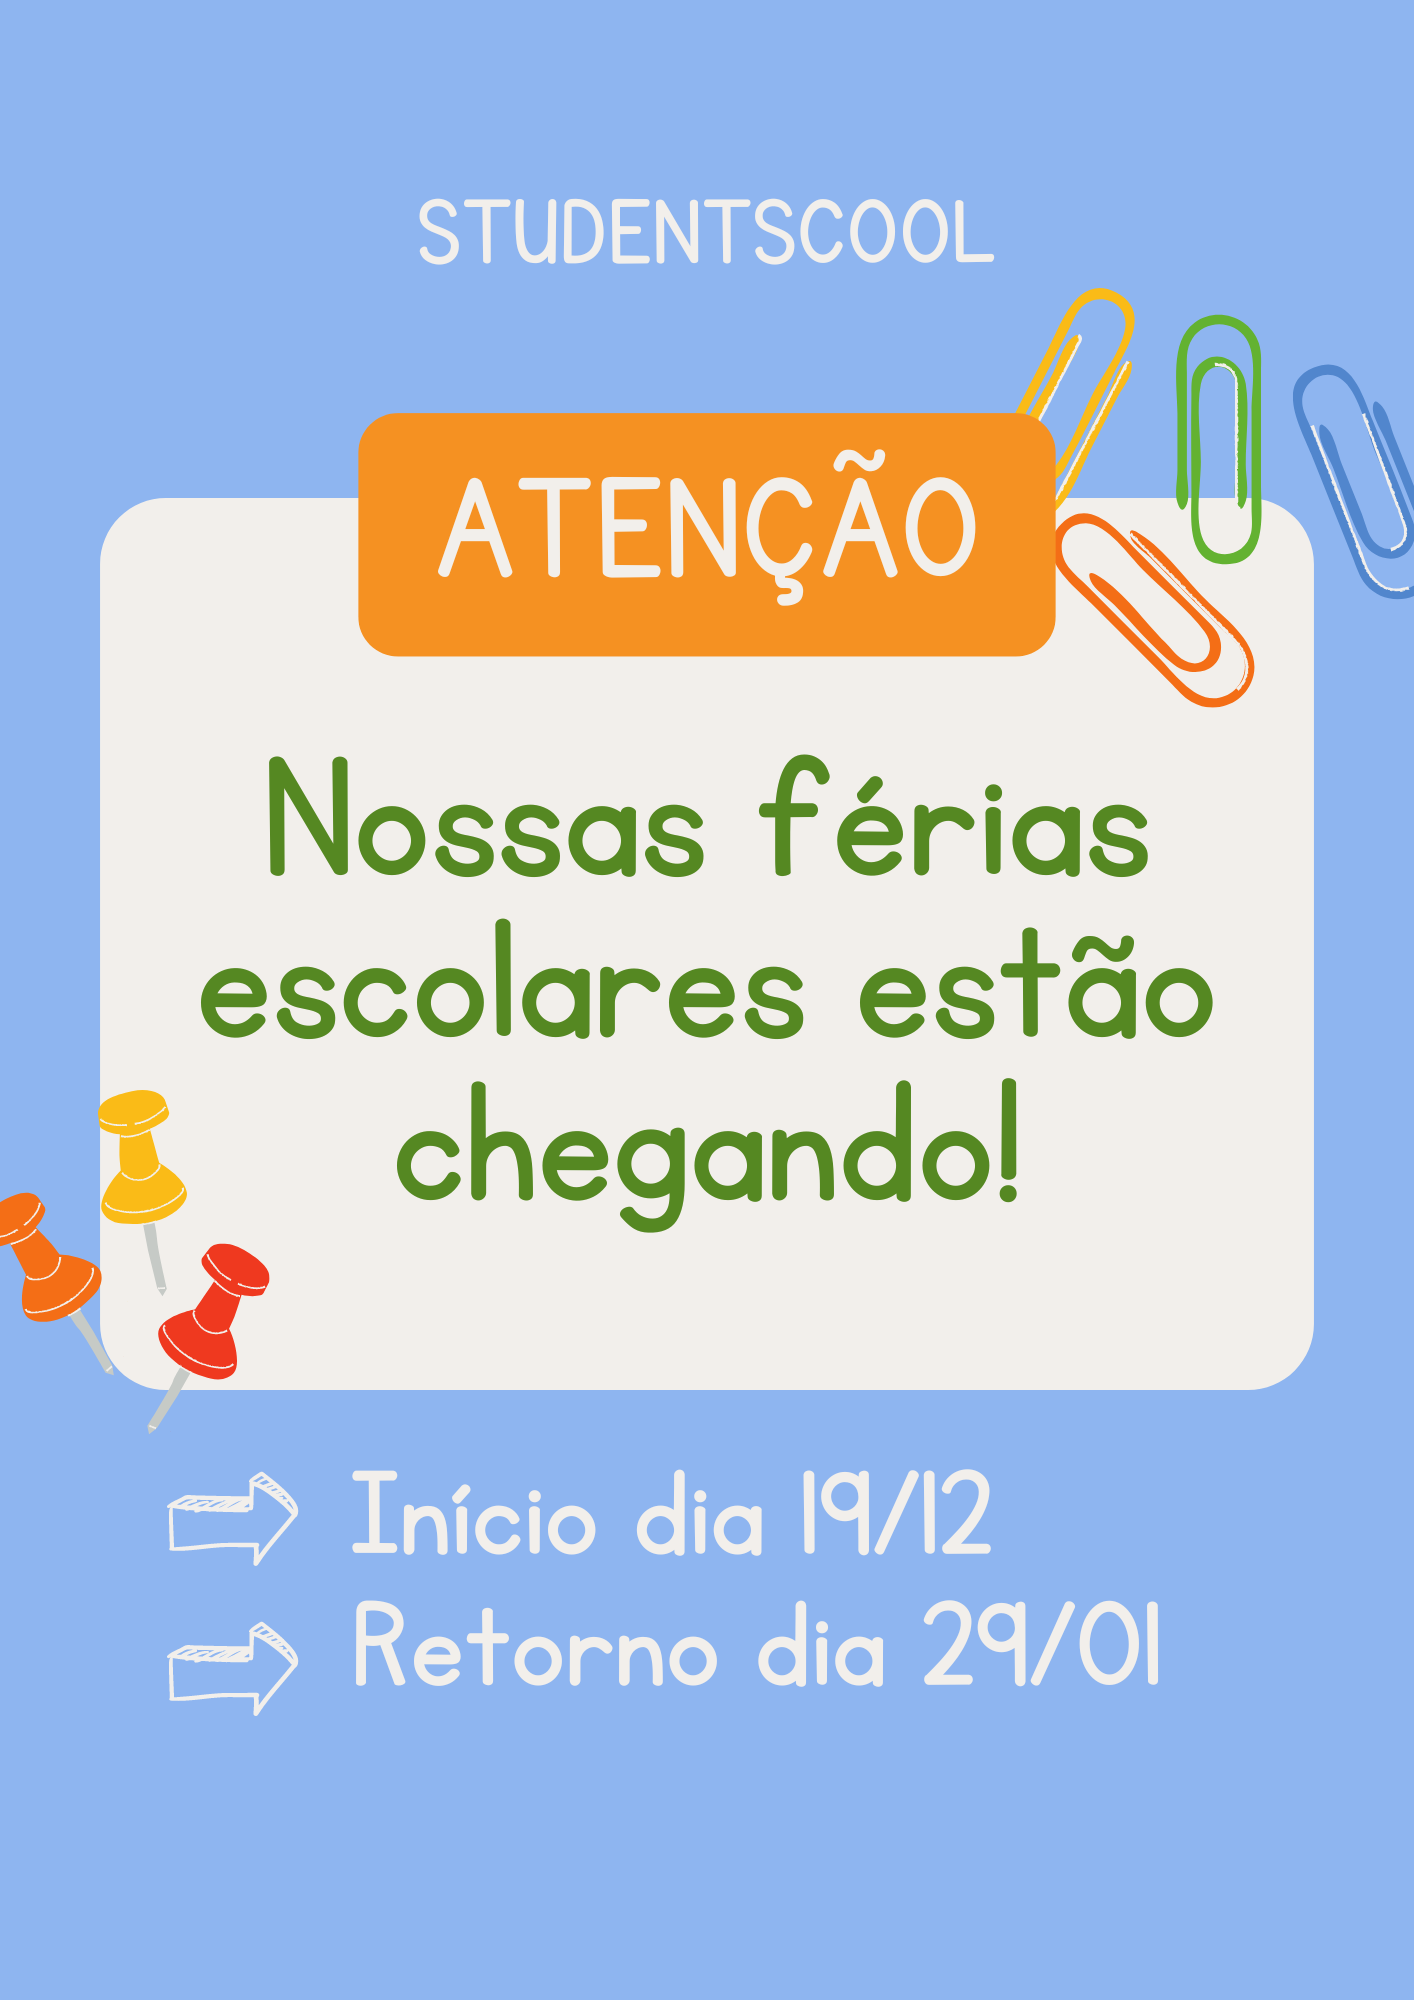 STUDENTSCOOL
ATENÇÃO
Nossas férias
escolares estão
chegando!
Início dia 19/12
Retorno dia 29/01